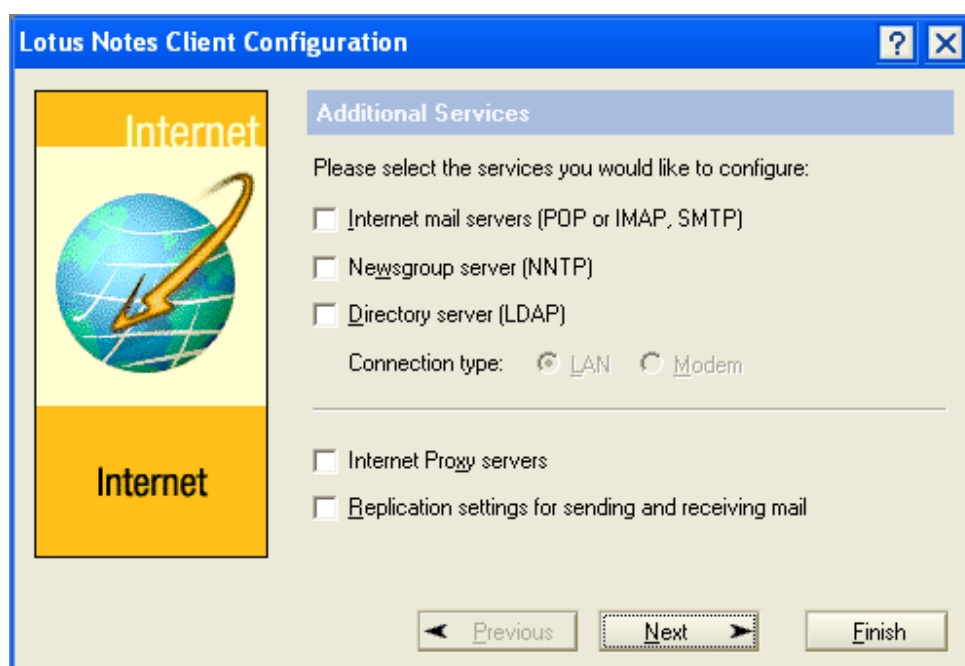 Lotus Notes Client Configuration
Internet
Additional Services
Please select the services you would like to configure:
Internet mail servers (POP or IMAP, SMTP)
Newsgroup server (NNTP)
Directory server (LDAP)
Connection type: LAN Modem
Internet Proxy servers
Internet
Replication settings for sending and receiving mail
Previous Next Finish